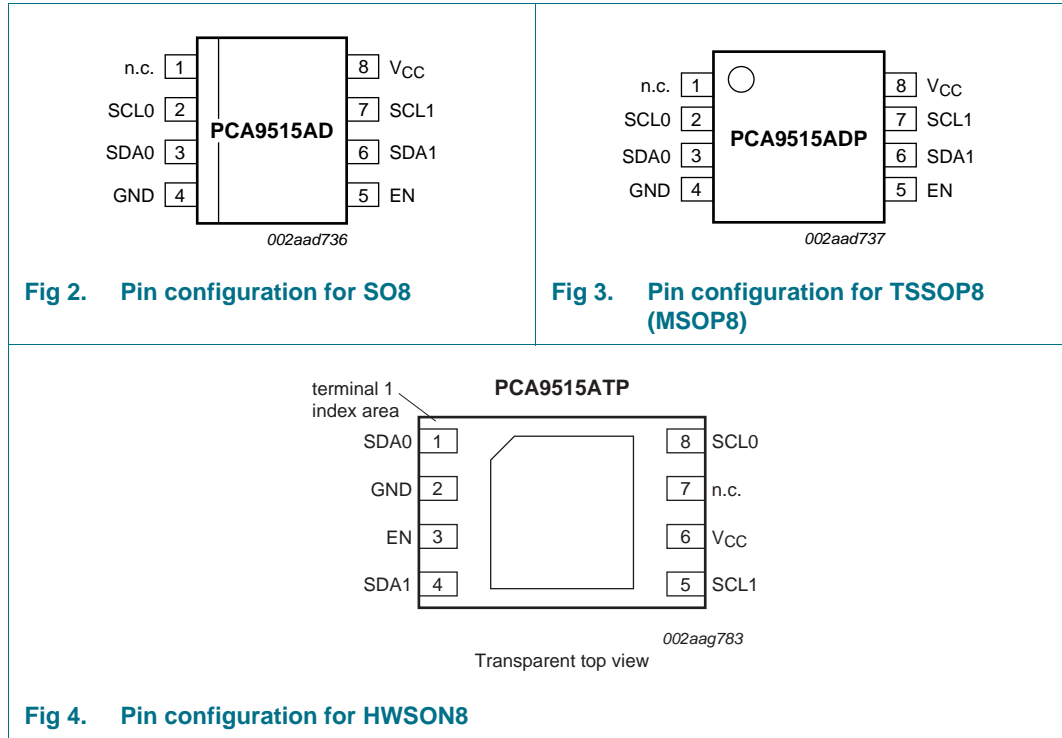 n.c. 1 8 VCC
SCL0 2 7 SCL1
PCA9515AD
SDA0 3 6 SDA1
GND 4 5 EN
002aad736
Fig 2. Pin configuration for SO8
n.c. 1 8 VCC
SCL0 2 7 SCL1
PCA9515ADP
SDA0 3 6 SDA1
GND 4 5 EN
002aad737
Fig 3. Pin configuration for TSSOP8
(MSOP8)
terminal 1
index area
PCA9515ATP
SDA0 1 8 SCL0
GND 2 7 n.c.
EN 3 6 VCC
SDA1 4 5 SCL1
002aag783
Transparent top view
Fig 4. Pin configuration for HWSON8